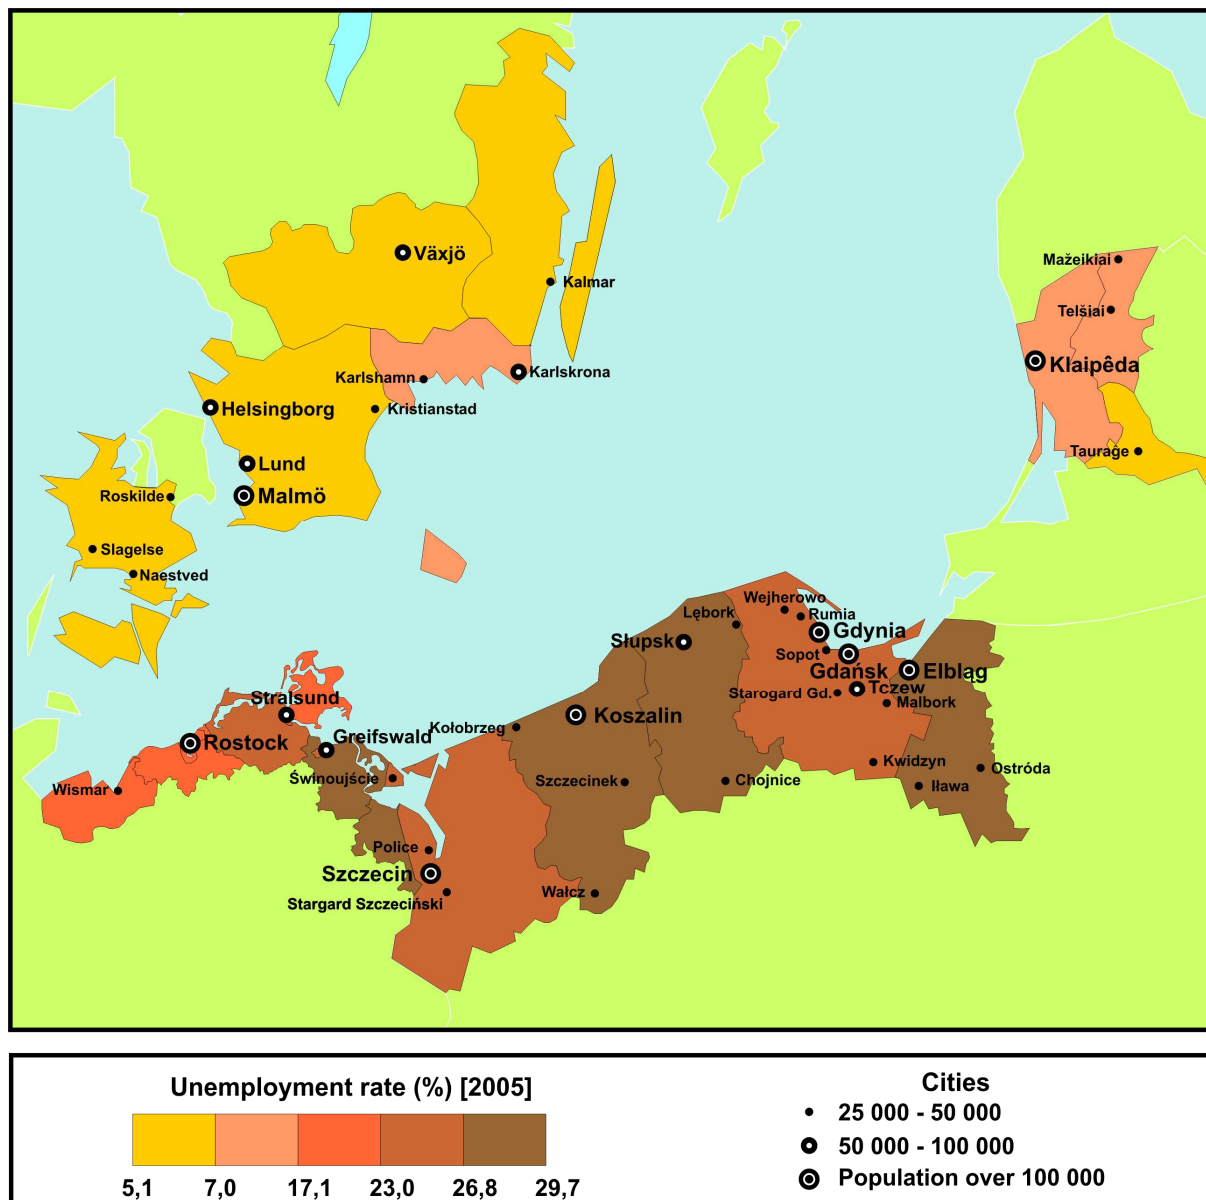 Växjö
Kalmar
Mažeikiai
Telšiai
Klaipêda
Karlshamn
Karlskrona
Helsingborg
Kristianstad
Tauraĝe
Lund
Malmö
Roskilde
Slagelse
Naestved
Wejherowo
Lębork
Rumia
Gdynia
Słupsk
Sopot
Gdańsk
Elbląg
Tczew
Starogard Gd.
Malbork
Stralsund
Koszalin
Kołobrzeg
Rostock
Greifswald
Kwidzyn
Ostróda
Świnoujście
Szczecinek
Chojnice
Iława
Wismar
Police
Szczecin
Wałcz
Stargard Szczeciński
Unemployment rate (%) [2005]
5,1 7,0 17,1 23,0 26,8 29,7
Cities
25 000 - 50 000
50 000 - 100 000
Population over 100 000